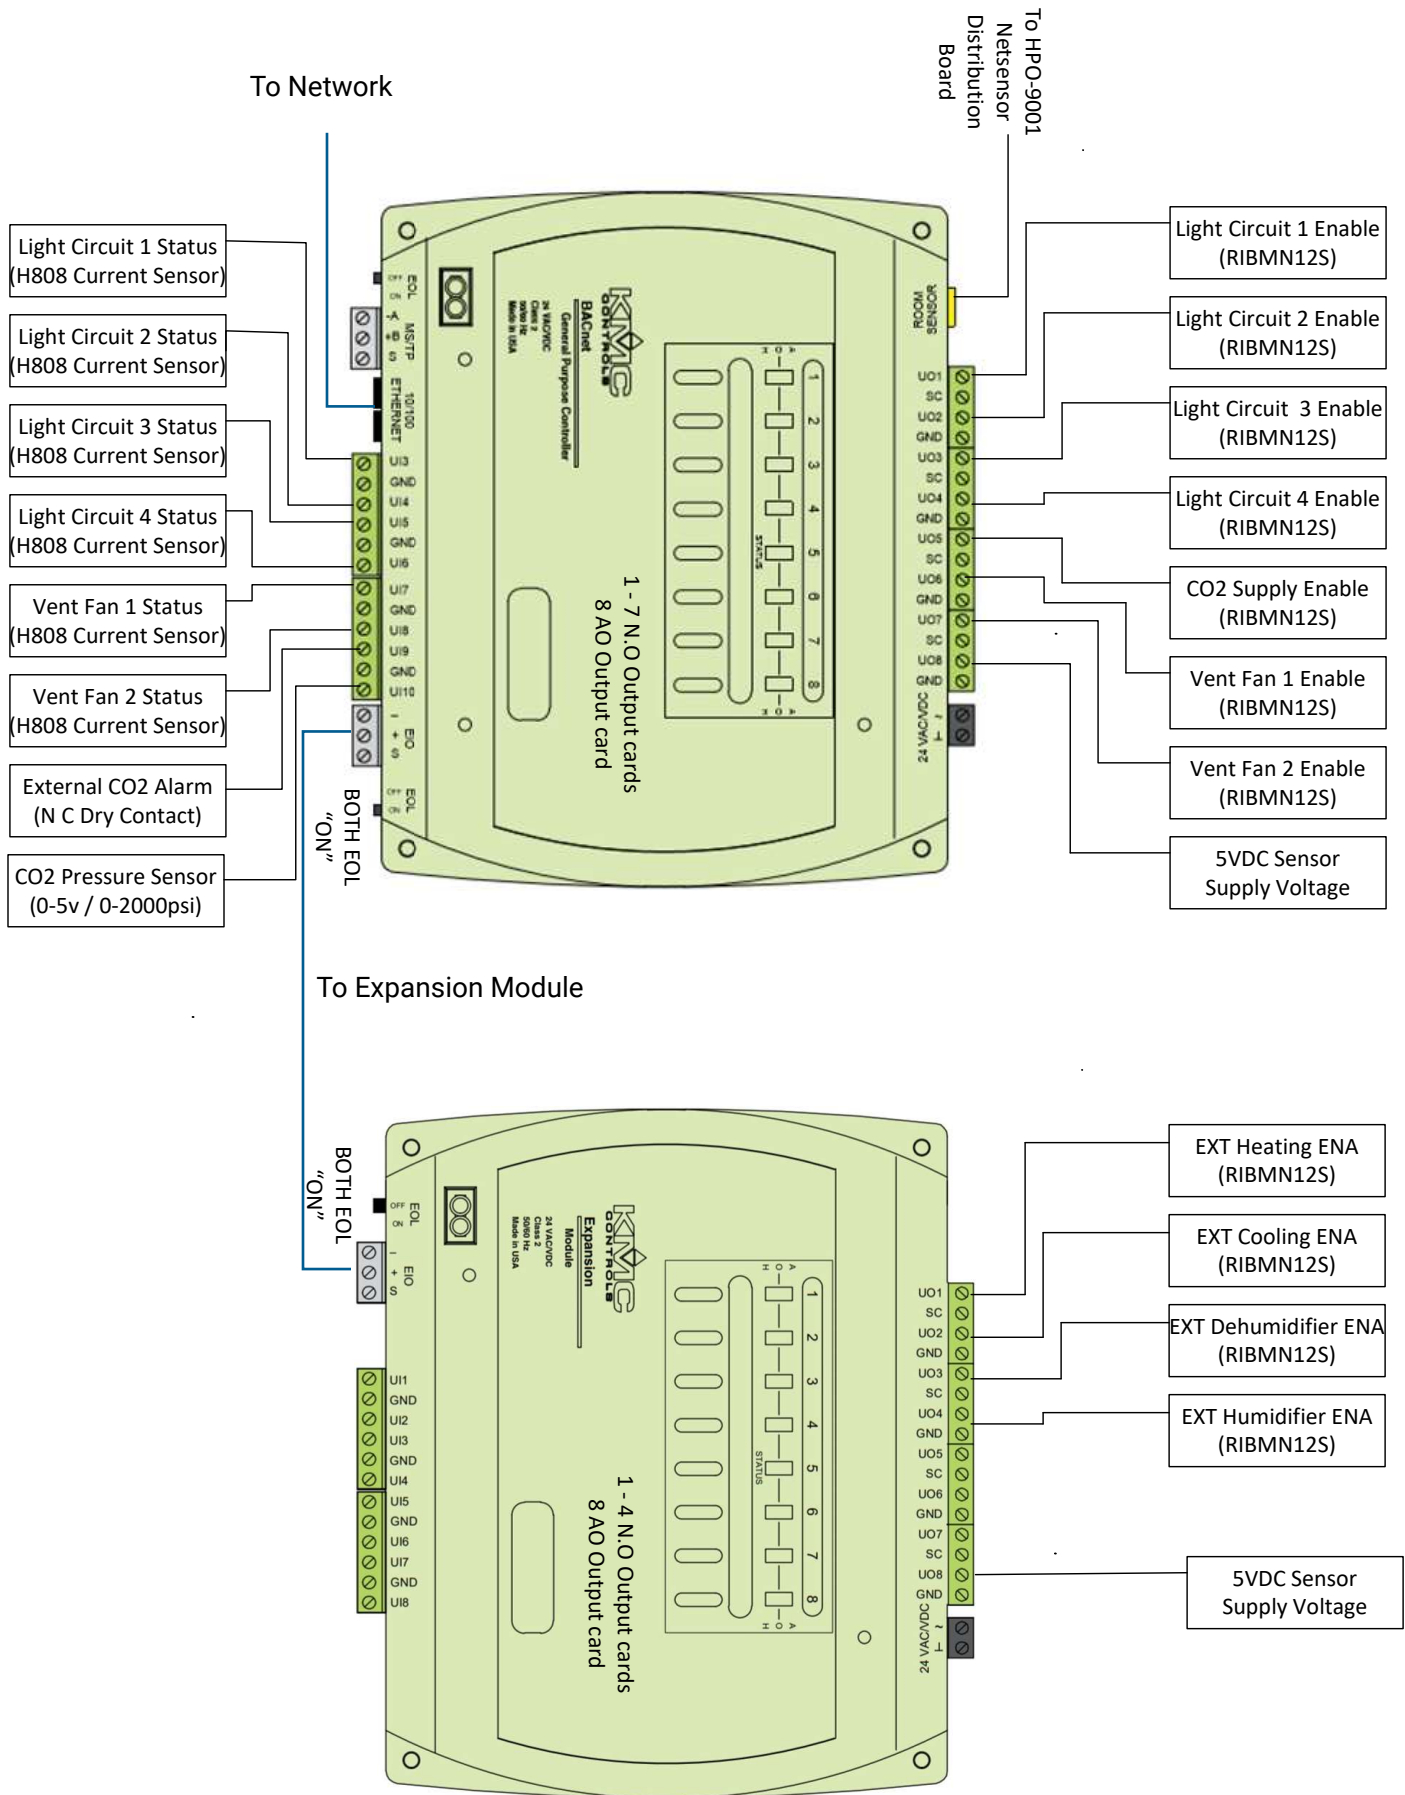 To HPO-9001
Netsensor
Distribution
Board
To Network
Light Circuit 1 Status
(H808 Current Sensor)
Light Circuit 2 Status
(H808 Current Sensor)
Light Circuit 3 Status
(H808 Current Sensor)
Light Circuit 4 Status
(H808 Current Sensor)
Vent Fan 1 Status
(H808 Current Sensor)
Vent Fan 2 Status
(H808 Current Sensor)
External CO2 Alarm
(N C Dry Contact)
CO2 Pressure Sensor
(0-5v / 0-2000psi)
EOL
OFF
ON
MS/TP
-A
+B
S
10/100
ETHERNET
UI3
GND
UI4
UI5
GND
UI6
UI7
GND
UI8
UI9
GND
UI10
EIO
-
+
S
EOL
OFF
ON
BOTH EOL
“ON”
KMC
CONTROLS
BACnet
General Purpose Controller
24 VAC/VDC
Class 2
50/60 Hz
Made in USA
A
O
H
1
2
3
4
5
6
7
8
STATUS
A
O
H
1 - 7 N.O Output cards
8 AO Output card
ROOM
SENSOR
UO1
SC
UO2
GND
UO3
SC
UO4
GND
UO5
SC
UO6
GND
UO7
SC
UO8
GND
24 VAC/VDC
~
⊥
Light Circuit 1 Enable
(RIBMN12S)
Light Circuit 2 Enable
(RIBMN12S)
Light Circuit  3 Enable
(RIBMN12S)
Light Circuit 4 Enable
(RIBMN12S)
CO2 Supply Enable
(RIBMN12S)
Vent Fan 1 Enable
(RIBMN12S)
Vent Fan 2 Enable
(RIBMN12S)
5VDC Sensor
Supply Voltage
To Expansion Module
BOTH EOL
“ON”
EOL
OFF
ON
EIO
-
+
S
UI1
GND
UI2
UI3
GND
UI4
UI5
GND
UI6
UI7
GND
UI8
KMC
CONTROLS
Expansion
Module
24 VAC/VDC
Class 2
50/60 Hz
Made in USA
A
O
H
1
2
3
4
5
6
7
8
STATUS
A
O
H
1 - 4 N.O Output cards
8 AO Output card
UO1
SC
UO2
GND
UO3
SC
UO4
GND
UO5
SC
UO6
GND
UO7
SC
UO8
GND
24 VAC/VDC
~
⊥
EXT Heating ENA
(RIBMN12S)
EXT Cooling ENA
(RIBMN12S)
EXT Dehumidifier ENA
(RIBMN12S)
EXT Humidifier ENA
(RIBMN12S)
5VDC Sensor
Supply Voltage